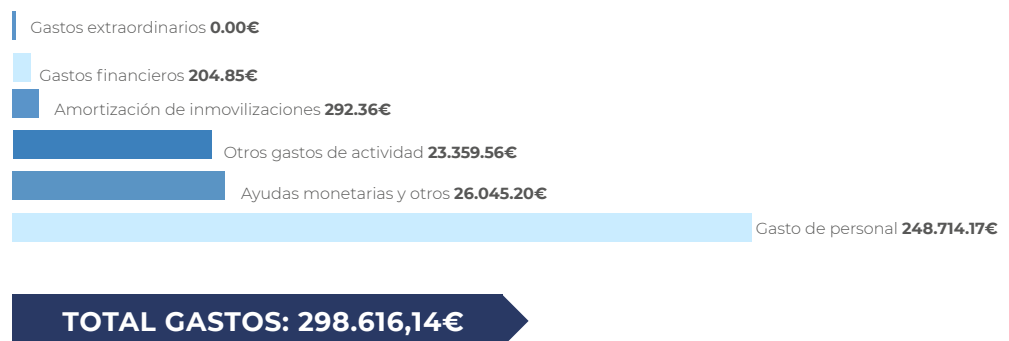 Gastos extraordinarios 0.00€
Gastos financieros 204.85€
Amortización de inmovilizaciones 292.36€
Otros gastos de actividad 23.359.56€
Ayudas monetarias y otros 26.045.20€
Gasto de personal 248.714.17€
TOTAL GASTOS: 298.616,14€